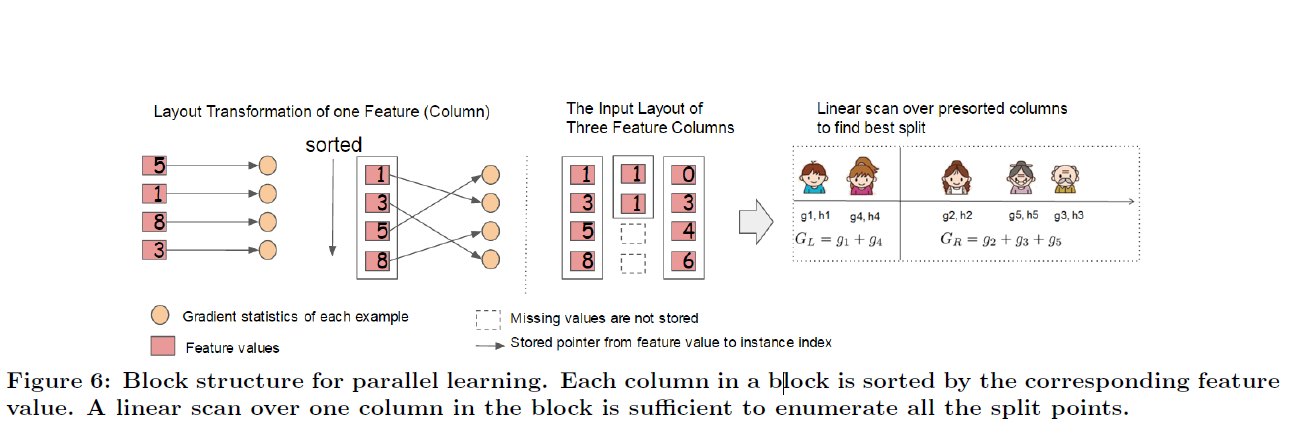 Layout Transformation of one Feature (Column)
sorted
5
1
8
3
1
3
5
8
The Input Layout of
Three Feature Columns
1
3
5
8
1
1
0
3
4
6
Linear scan over presorted columns
to find best split
g1, h1 g4, h4 g2, h2 g5, h5 g3, h3
G_L = g_1 + g_4 G_R = g_2 + g_3 + g_5
Gradient statistics of each example
Feature values
Missing values are not stored
Stored pointer from feature value to instance index
Figure 6: Block structure for parallel learning. Each column in a block is sorted by the corresponding feature
value. A linear scan over one column in the block is sufficient to enumerate all the split points.